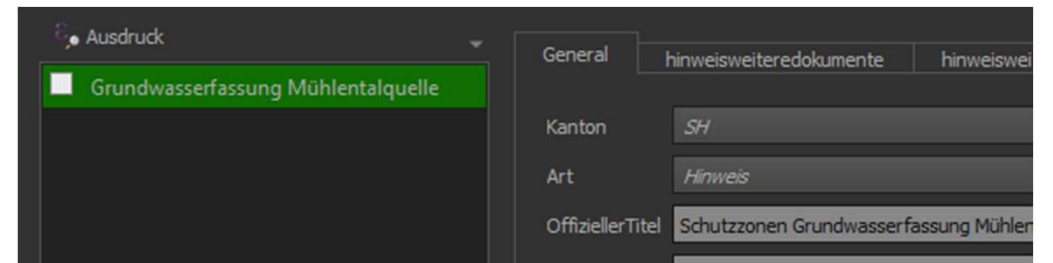 Ausdruck
Grundwasserfassung Mühlentalquelle
General
hinweisweiteredokumente
hinweiswei
Kanton
SH
Art
Hinweis
OffiziellerTitel
Schutzzonen Grundwasserfassung Mühlen